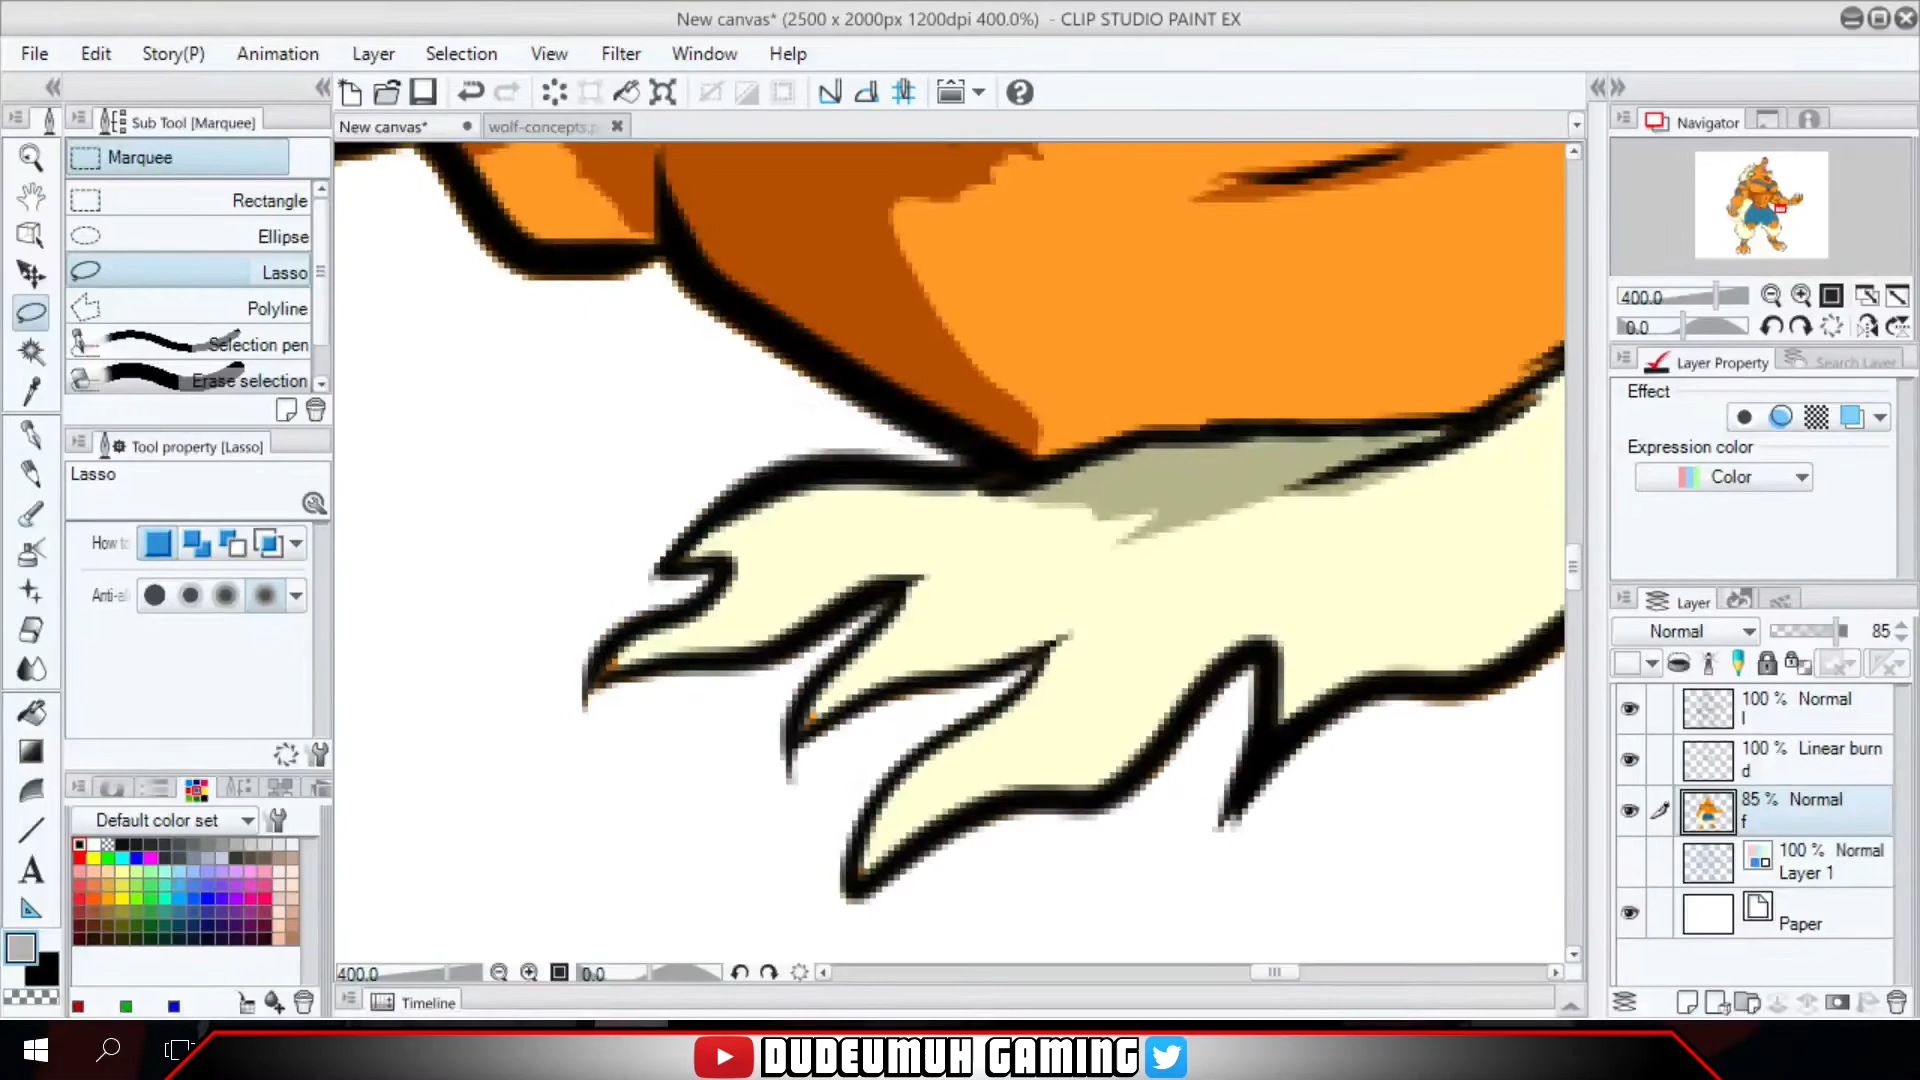 New canvas* (2500 x 2000px 1200dpi 400.0%) - CLIP STUDIO PAINT EX
File Edit Story(P) Animation Layer Selection View Filter Window Help
Sub Tool [Marquee]
New canvas* wolf-concepts.p
Navigator
Marquee
Rectangle
Ellipse
Lasso
Polyline
Selection pen
Erase selection
400.0
0.0
Layer Property Search Layer
Effect
Expression color
Color
Tool property [Lasso]
Lasso
How to
Anti-al
Layer
Normal 85
100 % Normal
l
100 % Linear burn
d
85 % Normal
f
100 % Normal
Layer 1
Paper
Default color set
400.0 0.0
Timeline
DUDEUMUH GAMING